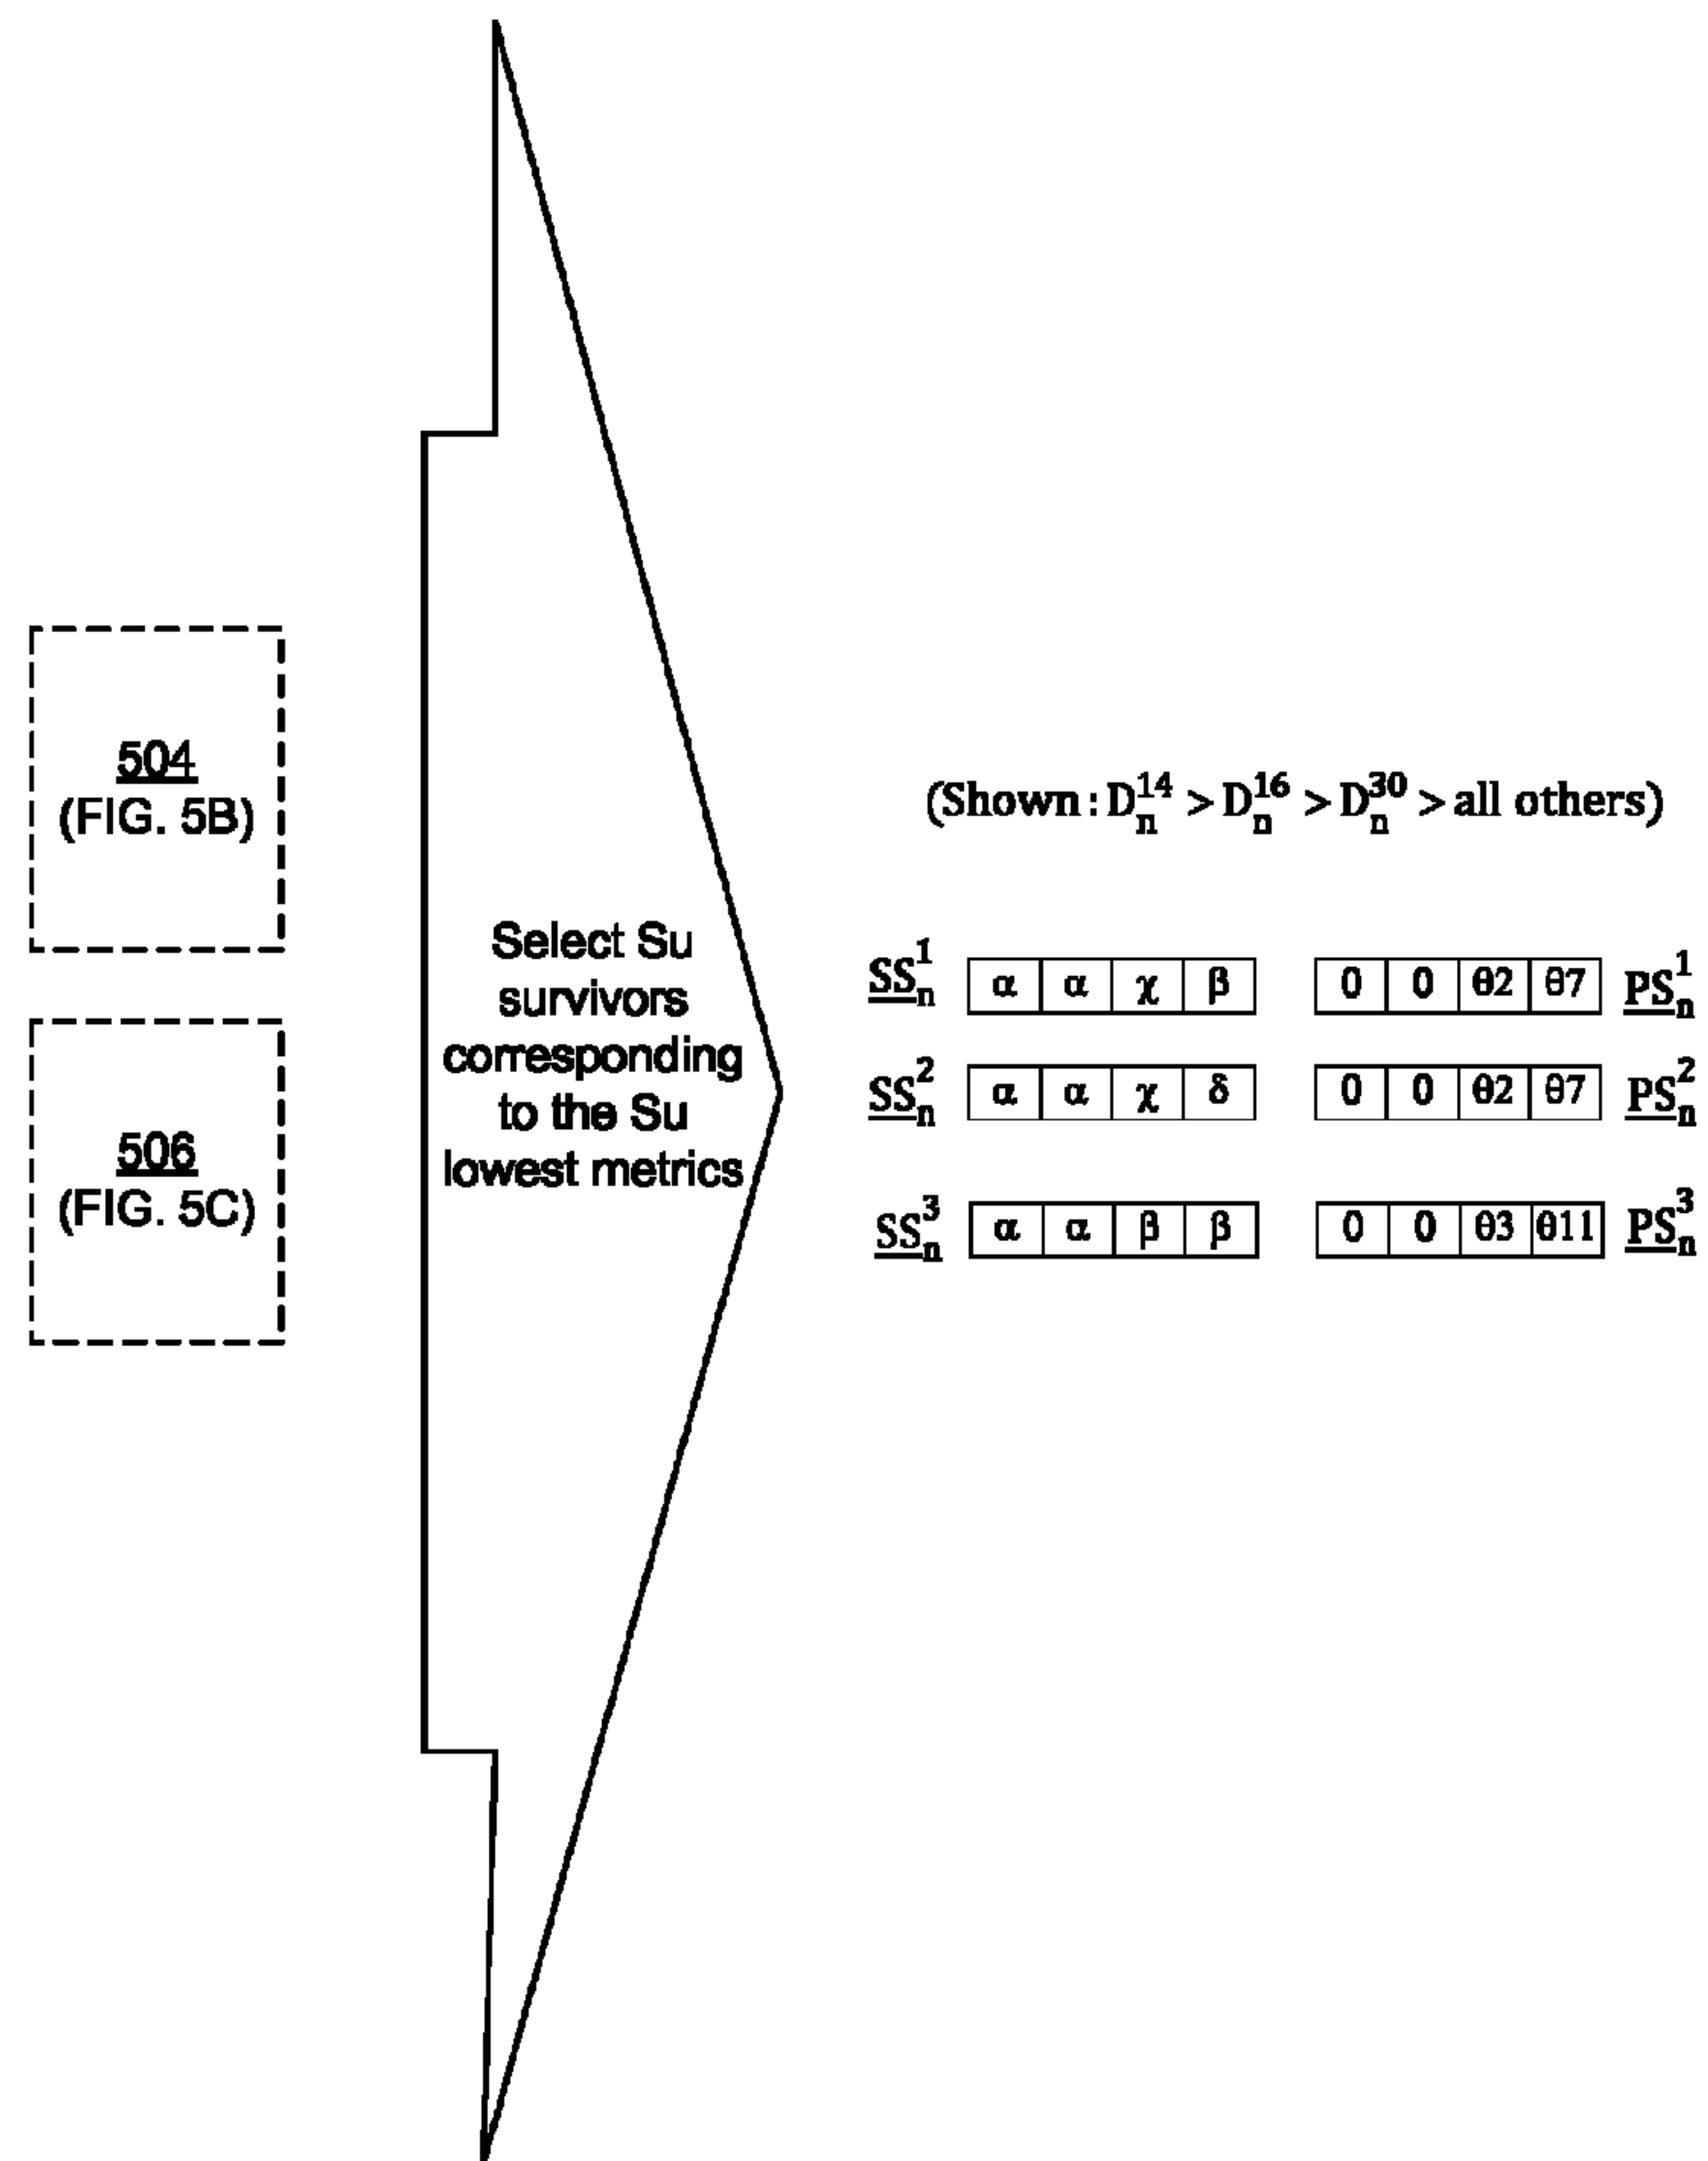 504
(FIG. 5B)
506
(FIG. 5C)
Select Su
survivors
corresponding
to the Su
lowest metrics
(Shown: D_n^14 > D_n^16 > D_n^30 > all others)
SS_n^1 α α χ β 0 0 θ2 θ7 PS_n^1
SS_n^2 α α χ δ 0 0 θ2 θ7 PS_n^2
SS_n^3 α α β β 0 0 θ3 θ11 PS_n^3